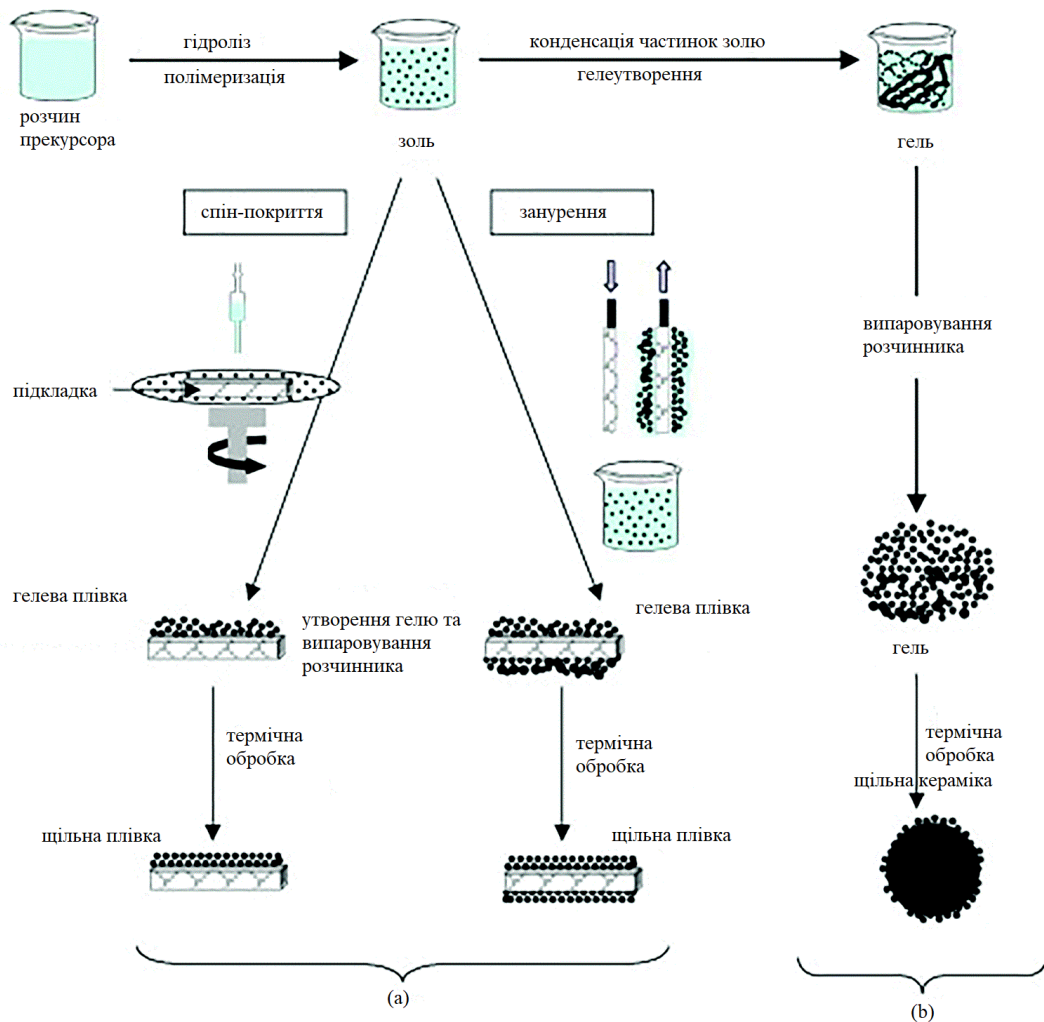 гідроліз
полімеризація
конденсація частинок золю
гелеутворення
розчин
прекурсора
золь
гель
спін-покриття
занурення
випаровування
розчинника
підкладка
гелева плівка
утворення гелю та
випаровування
розчинника
гелева плівка
гель
термічна
обробка
термічна
обробка
термічна
обробка
щільна кераміка
щільна плівка
щільна плівка
(a)
(b)